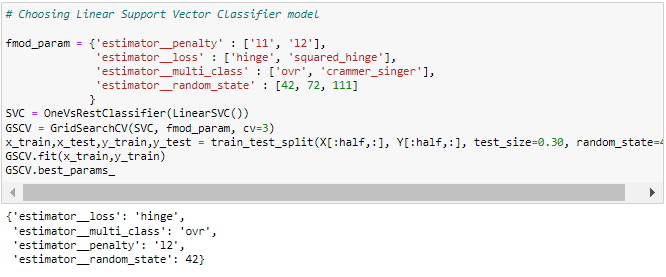 # Choosing Linear Support Vector Classifier model
fmod_param = {'estimator__penalty' : ['l1', 'l2'],
'estimator__loss' : ['hinge', 'squared_hinge'],
'estimator__multi_class' : ['ovr', 'crammer_singer'],
'estimator__random_state' : [42, 72, 111]
}
SVC = OneVsRestClassifier(LinearSVC())
GSCV = GridSearchCV(SVC, fmod_param, cv=3)
x_train,x_test,y_train,y_test = train_test_split(X[:half,:], Y[:half,:], test_size=0.30, random_state=4
GSCV.fit(x_train,y_train)
GSCV.best_params_
{'estimator__loss': 'hinge',
'estimator__multi_class': 'ovr',
'estimator__penalty': 'l2',
'estimator__random_state': 42}